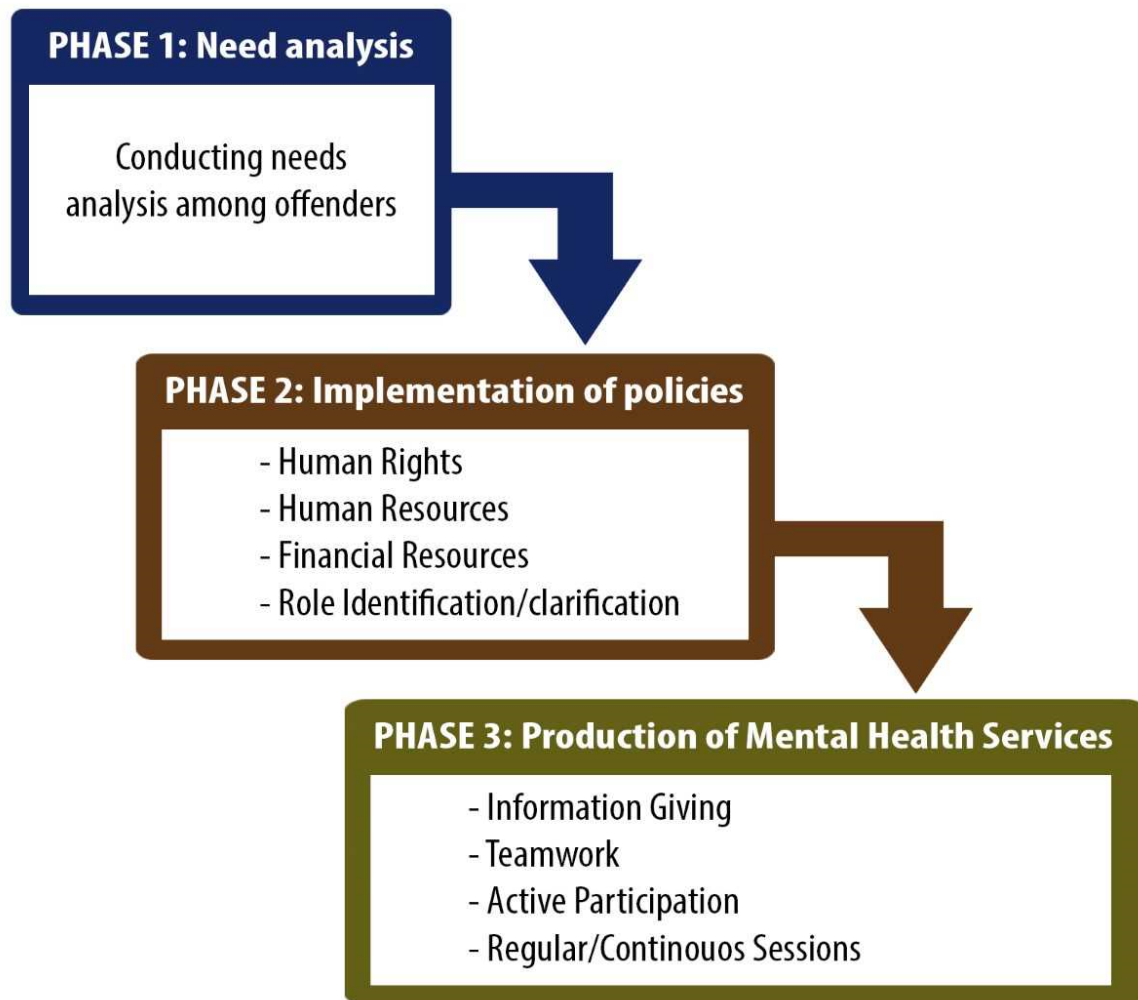 PHASE 1: Need analysis
Conducting needs
analysis among offenders
PHASE 2: Implementation of policies
- Human Rights
- Human Resources
- Financial Resources
- Role Identification/clarification
PHASE 3: Production of Mental Health Services
- Information Giving
- Teamwork
- Active Participation
- Regular/Continouos Sessions